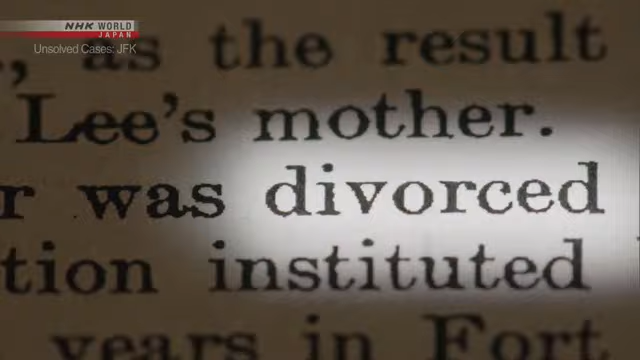 NHK WORLD
JAPAN
Unsolved Cases: JFK
, as the result
Lee's mother.
r was divorced
tion instituted
years in Fort